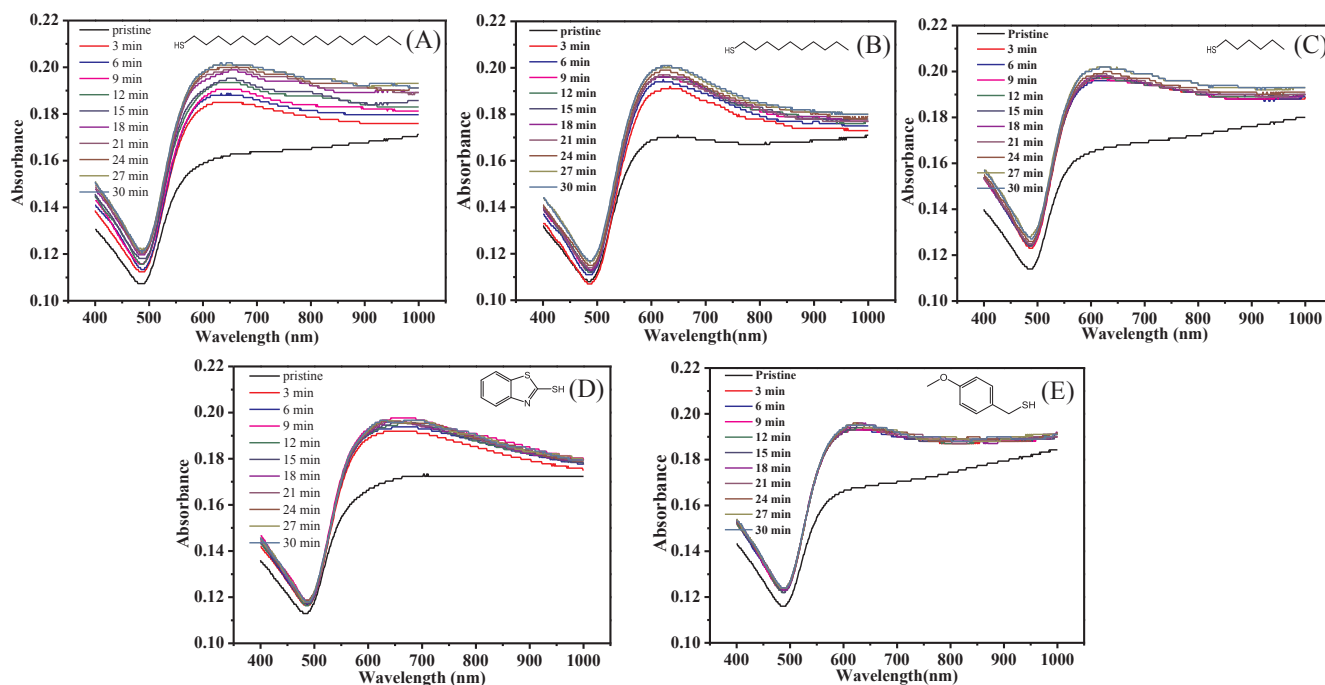 (A)
HS
pristine
3 min
6 min
9 min
12 min
15 min
18 min
21 min
24 min
27 min
30 min
0.22
0.20
0.18
0.16
0.14
0.12
0.10
Absorbance
400 500 600 700 800 900 1000
Wavelength (nm)
(B)
HS
pristine
3 min
6 min
9 min
12 min
15 min
18 min
21 min
24 min
27 min
30 min
0.22
0.20
0.18
0.16
0.14
0.12
0.10
Absorbance
400 500 600 700 800 900 1000
Wavelength(nm)
(C)
HS
Pristine
3 min
6 min
9 min
12 min
15 min
18 min
21 min
24 min
27 min
30 min
0.22
0.20
0.18
0.16
0.14
0.12
0.10
Absorbance
400 500 600 700 800 900 1000
Wavelength (nm)
(D)
S
SH
N
pristine
3 min
6 min
9 min
12 min
15 min
18 min
21 min
24 min
27 min
30 min
0.22
0.20
0.18
0.16
0.14
0.12
0.10
Absorbance
400 500 600 700 800 900 1000
Wavelength(nm)
(E)
O
SH
Pristine
3 min
6 min
9 min
12 min
15 min
18 min
21 min
24 min
27 min
30 min
0.22
0.20
0.18
0.16
0.14
0.12
0.10
Absorbance
400 500 600 700 800 900 1000
Wavelength(nm)